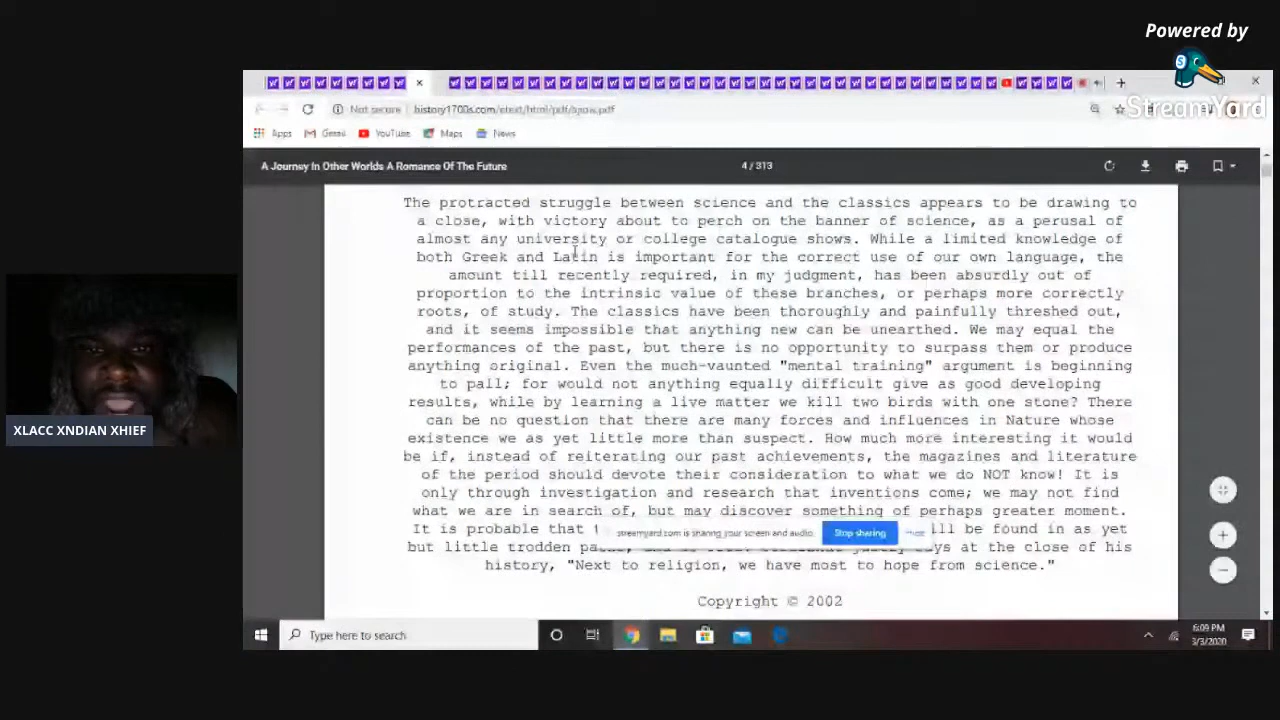 Powered by
StreamYard
Not secure
history1700s.com/etext/html/pdf/ajiow.pdf
Apps
Gmail
YouTube
Maps
News
A Journey In Other Worlds A Romance Of The Future
4 / 313
The protracted struggle between science and the classics appears to be drawing to
a close, with victory about to perch on the banner of science, as a perusal of
almost any university or college catalogue shows. While a limited knowledge of
both Greek and Latin is important for the correct use of our own language, the
amount till recently required, in my judgment, has been absurdly out of
proportion to the intrinsic value of these branches, or perhaps more correctly
roots, of study. The classics have been thoroughly and painfully threshed out,
and it seems impossible that anything new can be unearthed. We may equal the
performances of the past, but there is no opportunity to surpass them or produce
anything original. Even the much-vaunted "mental training" argument is beginning
to pall; for would not anything equally difficult give as good developing
results, while by learning a live matter we kill two birds with one stone? There
can be no question that there are many forces and influences in Nature whose
existence we as yet little more than suspect. How much more interesting it would
be if, instead of reiterating our past achievements, the magazines and literature
of the period should devote their consideration to what we do NOT know! It is
only through investigation and research that inventions come; we may not find
what we are in search of, but may discover something of perhaps greater moment.
It is probable that
be found in as yet
but little trodden
at the close of his
history, "Next to religion, we have most to hope from science."
Copyright © 2002
streamyard.com is sharing your screen and audio.
Stop sharing
Hide
XLACC XNDIAN XHIEF
Type here to search
6:09 PM
3/3/2020